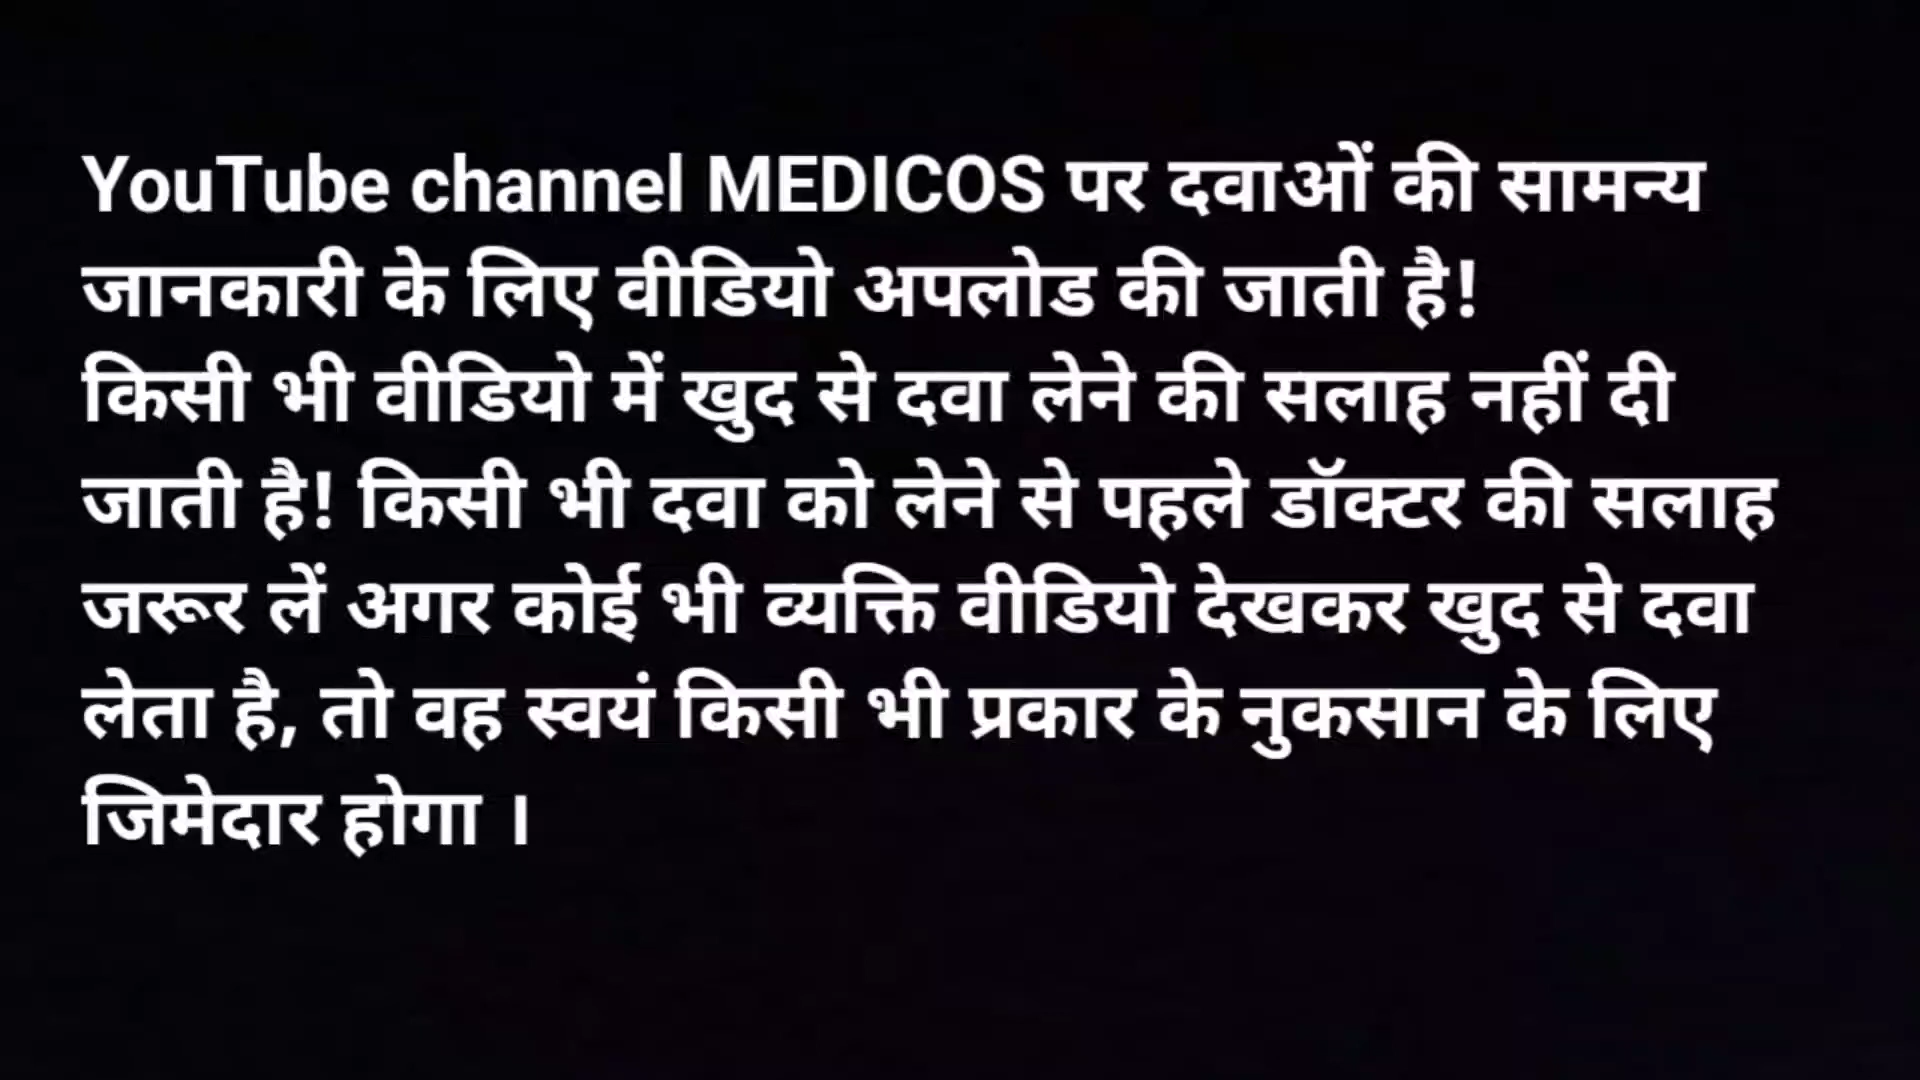 YouTube channel MEDICOS पर दवाओं की सामन्य
जानकारी के लिए वीडियो अपलोड की जाती है!
किसी भी वीडियो में खुद से दवा लेने की सलाह नहीं दी
जाती है! किसी भी दवा को लेने से पहले डॉक्टर की सलाह
जरूर लें अगर कोई भी व्यक्ति वीडियो देखकर खुद से दवा
लेता है, तो वह स्वयं किसी भी प्रकार के नुकसान के लिए
जिमेदार होगा ।